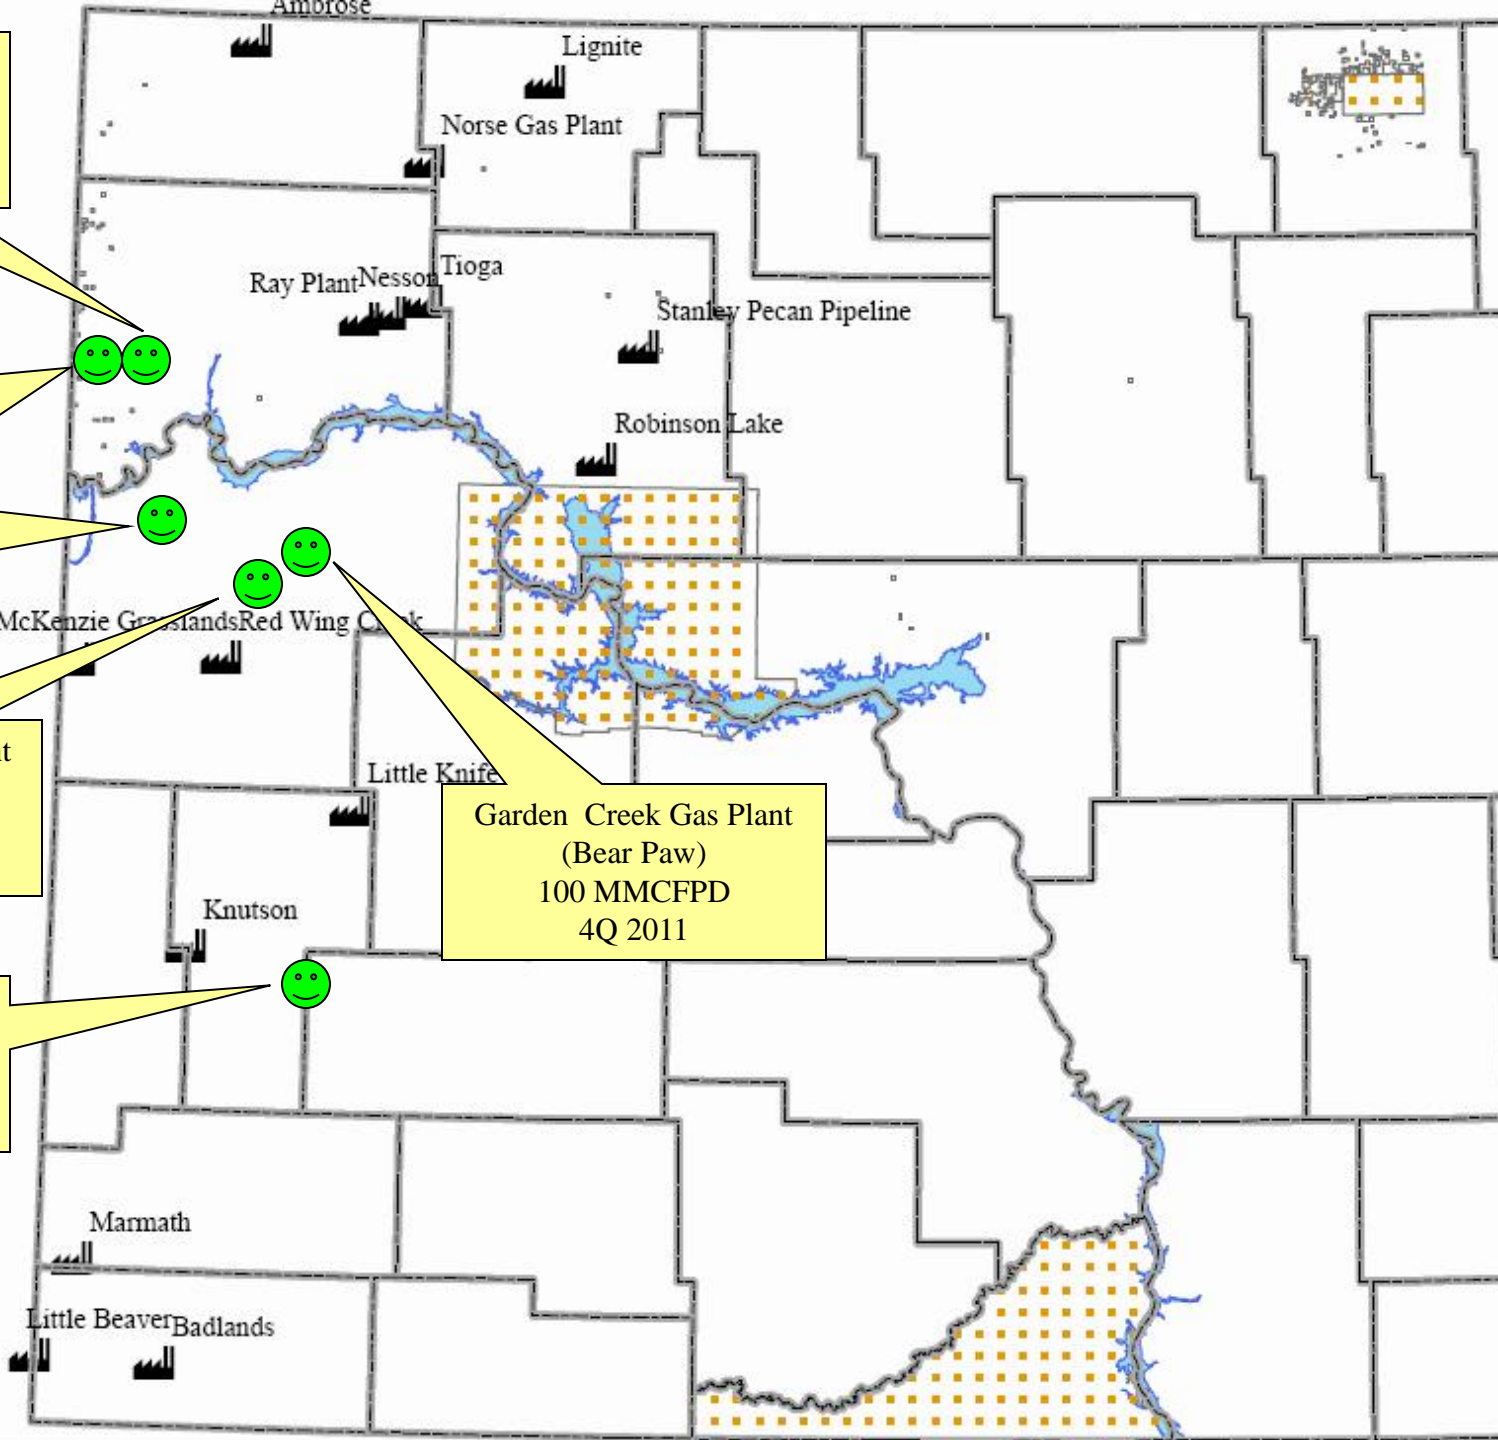 Ambrose
Lignite
Norse Gas Plant
Ray Plant
Nesson
Tioga
Stanley Pecan Pipeline
Robinson Lake
McKenzie Grasslands
Red Wing Creek
Little Knife
Garden Creek Gas Plant
(Bear Paw)
100 MMCFPD
4Q 2011
Knutson
Marmath
Little Beaver
Badlands